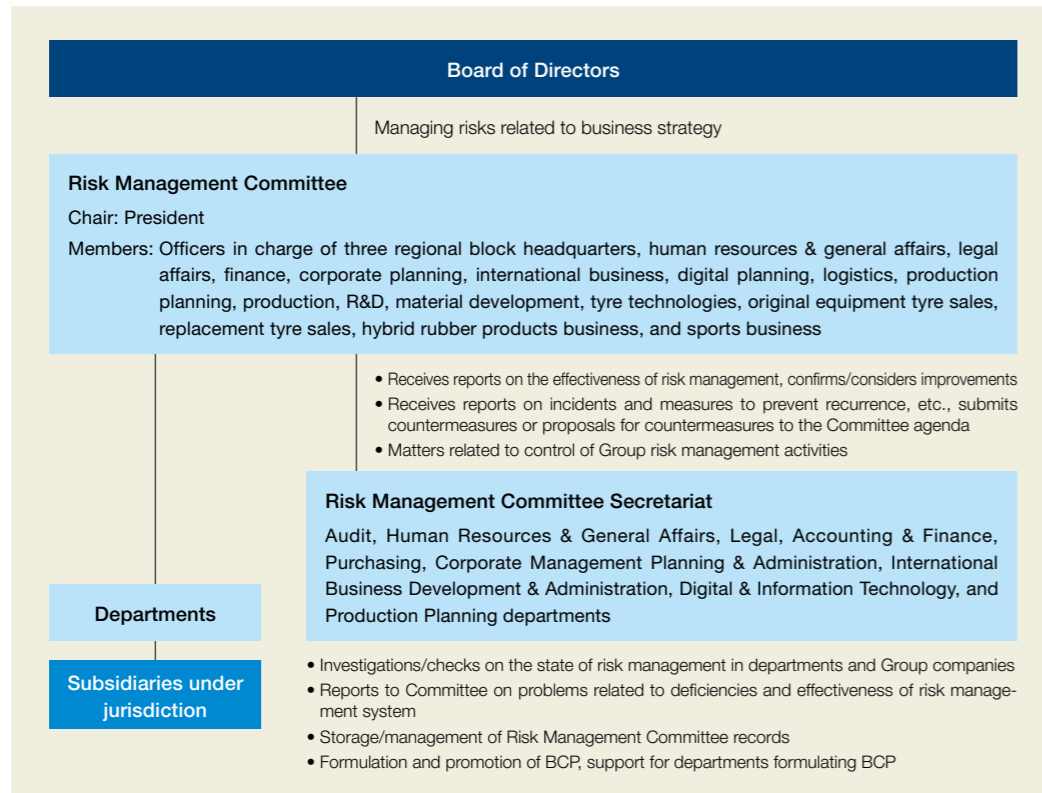 Board of Directors
Managing risks related to business strategy
Risk Management Committee
Chair: President
Members: Officers in charge of three regional block headquarters, human resources & general affairs, legal
affairs, finance, corporate planning, international business, digital planning, logistics, production
planning, production, R&D, material development, tyre technologies, original equipment tyre sales,
replacement tyre sales, hybrid rubber products business, and sports business
• Receives reports on the effectiveness of risk management, confirms/considers improvements
• Receives reports on incidents and measures to prevent recurrence, etc., submits
countermeasures or proposals for countermeasures to the Committee agenda
• Matters related to control of Group risk management activities
Risk Management Committee Secretariat
Audit, Human Resources & General Affairs, Legal, Accounting & Finance,
Purchasing, Corporate Management Planning & Administration, International
Business Development & Administration, Digital & Information Technology, and
Production Planning departments
Departments
Subsidiaries under
jurisdiction
• Investigations/checks on the state of risk management in departments and Group companies
• Reports to Committee on problems related to deficiencies and effectiveness of risk manage-
ment system
• Storage/management of Risk Management Committee records
• Formulation and promotion of BCP, support for departments formulating BCP